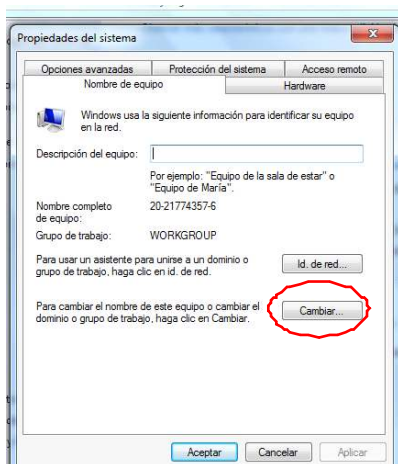 Propiedades del sistema
Opciones avanzadas
Protección del sistema
Acceso remoto
Nombre de equipo
Hardware
Windows usa la siguiente información para identificar su equipo
en la red.
Descripción del equipo:
Por ejemplo: "Equipo de la sala de estar" o
"Equipo de María".
Nombre completo
de equipo:
20-21774357-6
Grupo de trabajo:
WORKGROUP
Para usar un asistente para unirse a un dominio o
grupo de trabajo, haga clic en id. de red.
Id. de red...
Para cambiar el nombre de este equipo o cambiar el
dominio o grupo de trabajo, haga clic en Cambiar.
Cambiar...
Aceptar
Cancelar
Aplicar